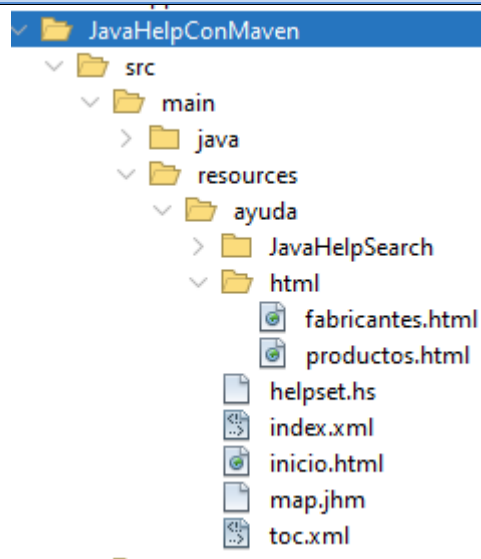 JavaHelpConMaven
src
main
java
resources
ayuda
JavaHelpSearch
html
fabricantes.html
productos.html
helpset.hs
index.xml
inicio.html
map.jhm
toc.xml